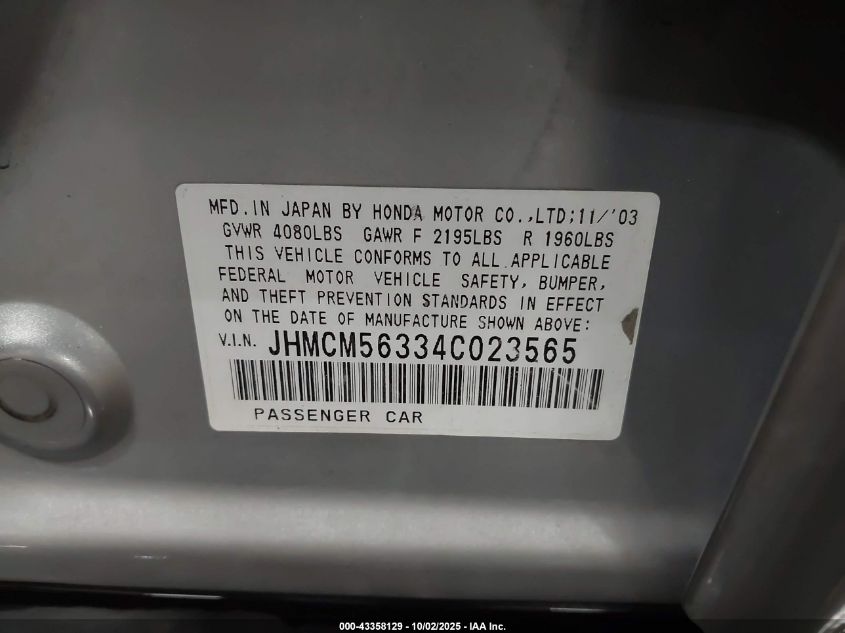 MFD.IN JAPAN BY HONDA MOTOR CO.,LTD;11/'03
GVWR 4080LBS GAWR F 2195LBS R 1960LBS
THIS VEHICLE CONFORMS TO ALL APPLICABLE
FEDERAL MOTOR VEHICLE SAFETY, BUMPER,
AND THEFT PREVENTION STANDARDS IN EFFECT
ON THE DATE OF MANUFACTURE SHOWN ABOVE:
V.I.N. JHMCM56334C023565
PASSENGER CAR
000-43358129 - 10/02/2025 - IAA Inc.